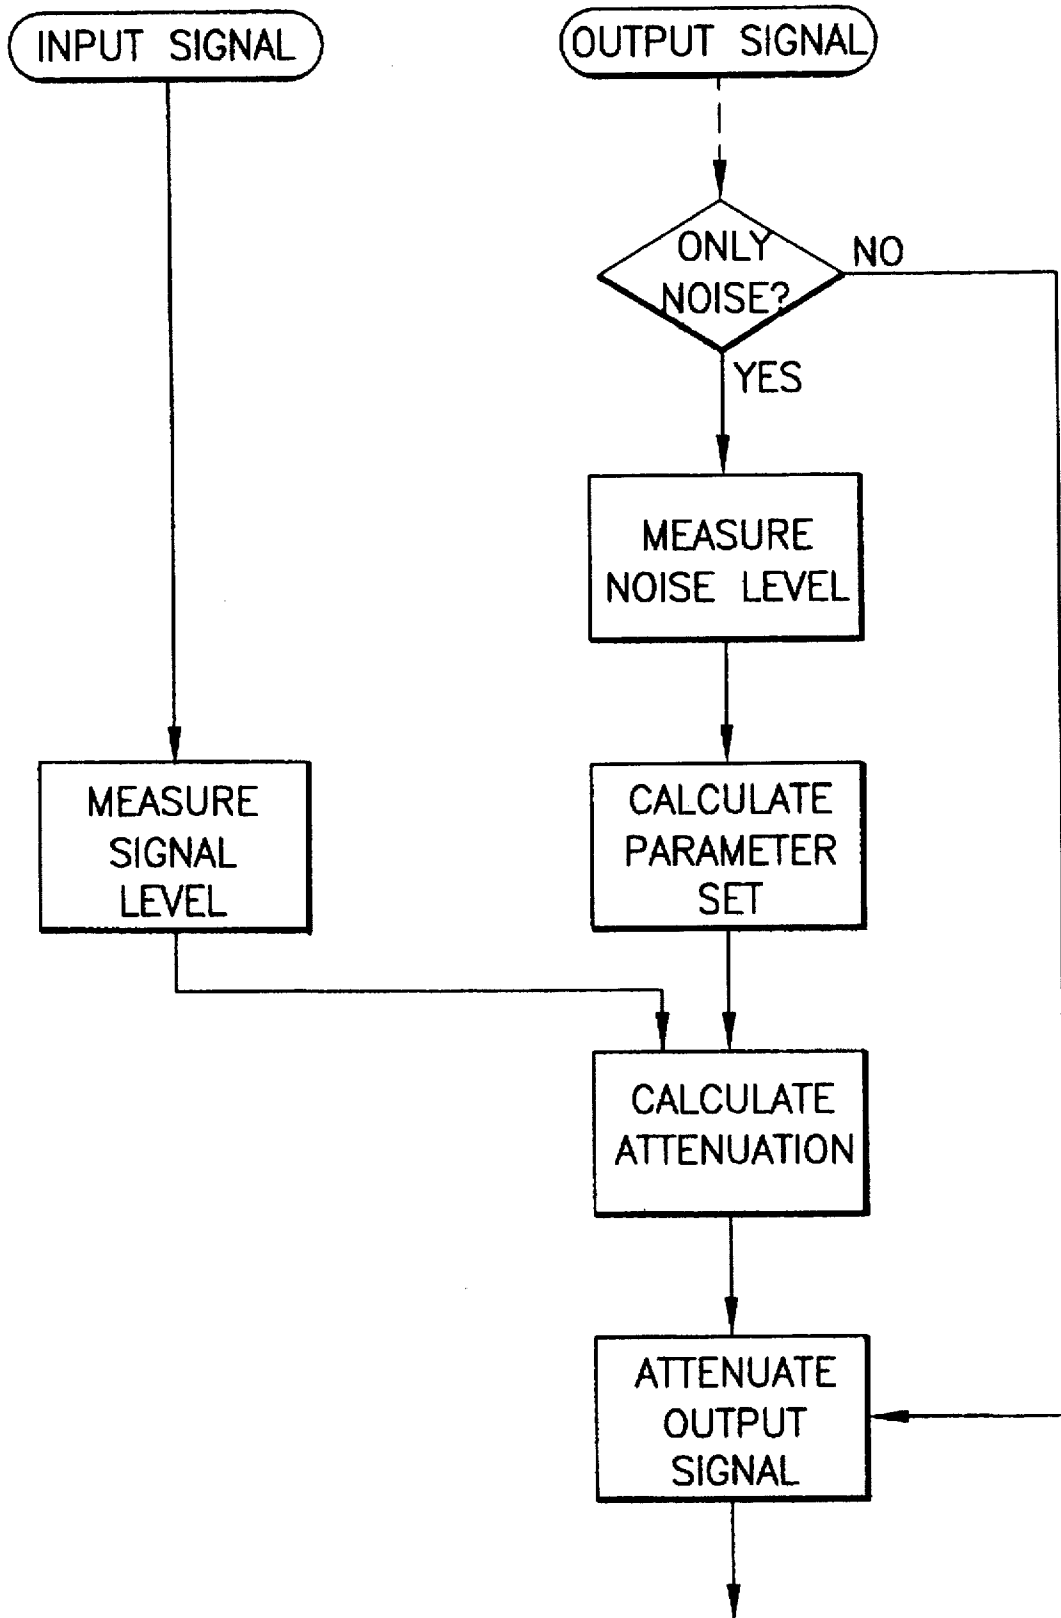 INPUT SIGNAL
OUTPUT SIGNAL
ONLY
NOISE?
NO
YES
MEASURE
NOISE LEVEL
MEASURE
SIGNAL
LEVEL
CALCULATE
PARAMETER
SET
CALCULATE
ATTENUATION
ATTENUATE
OUTPUT
SIGNAL